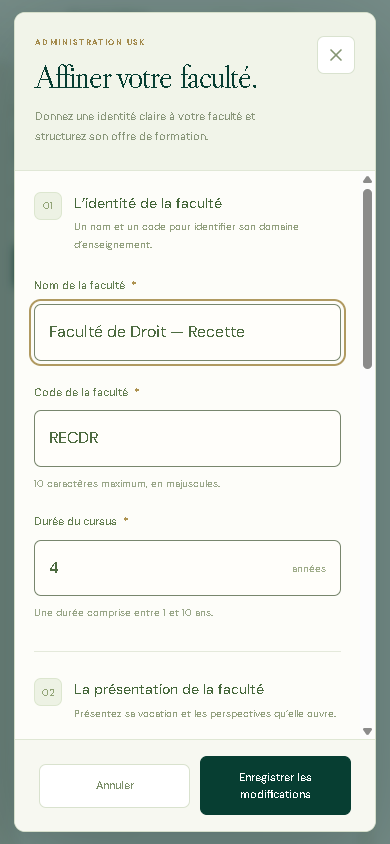 ADMINISTRATION USK
Affiner votre faculté.
Donnez une identité claire à votre faculté et
structurez son offre de formation.
01
L'identité de la faculté
Un nom et un code pour identifier son domaine
d'enseignement.
Nom de la faculté *
Faculté de Droit — Recette
Code de la faculté *
RECDR
10 caractères maximum, en majuscules.
Durée du cursus *
4
années
Une durée comprise entre 1 et 10 ans.
02
La présentation de la faculté
Présentez sa vocation et les perspectives qu'elle ouvre.
Annuler
Enregistrer les
modifications